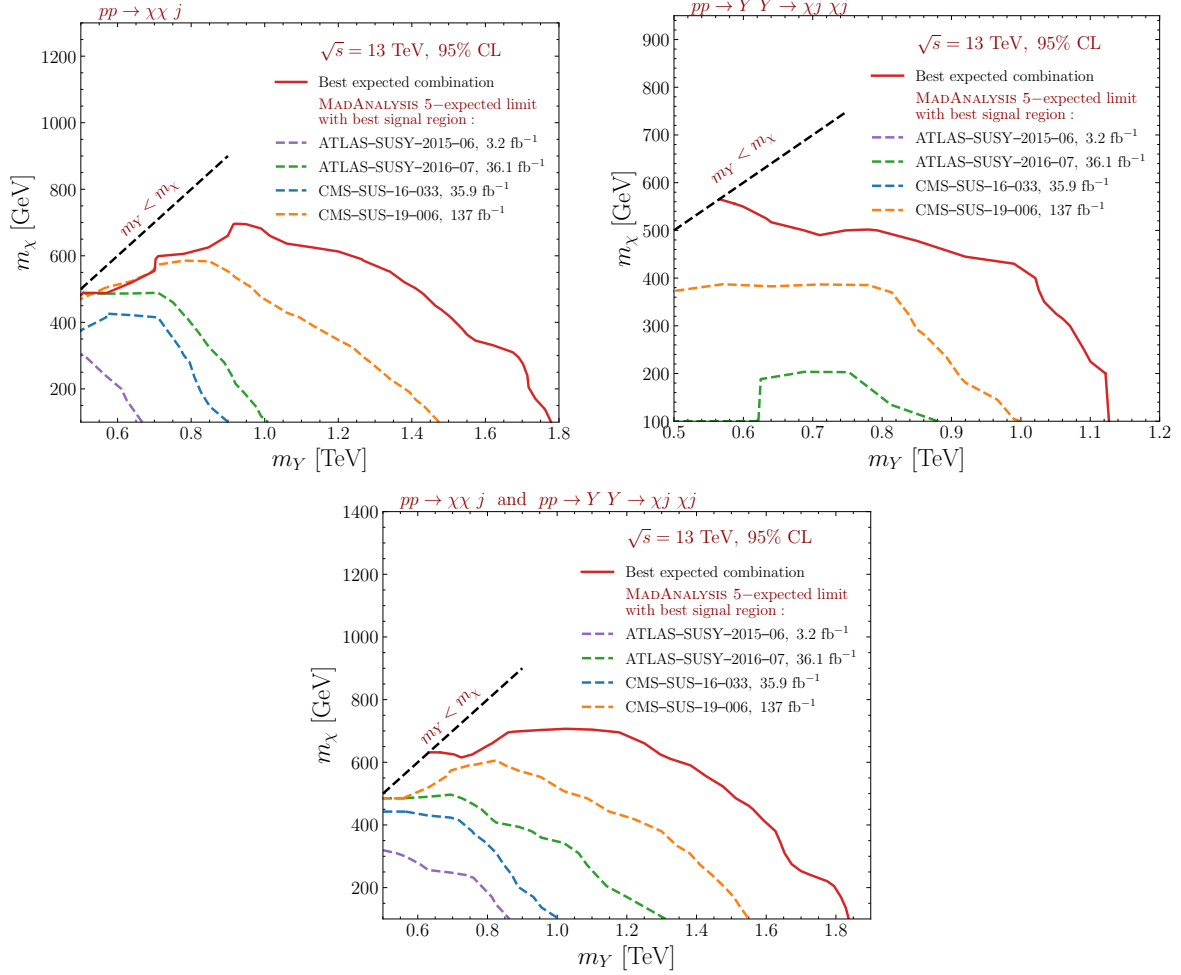 pp → χχ j
√s = 13 TeV, 95% CL
Best expected combination
MADANALYSIS 5−expected limit
with best signal region :
ATLAS–SUSY–2015–06, 3.2 fb⁻¹
ATLAS–SUSY–2016–07, 36.1 fb⁻¹
CMS–SUS–16–033, 35.9 fb⁻¹
CMS–SUS–19–006, 137 fb⁻¹
m_Y < m_χ
m_χ [GeV]
1200
1000
800
600
400
200
0.6 0.8 1.0 1.2 1.4 1.6 1.8
m_Y [TeV]
pp → Y Y → χj χj
√s = 13 TeV, 95% CL
Best expected combination
MADANALYSIS 5−expected limit
with best signal region :
ATLAS–SUSY–2015–06, 3.2 fb⁻¹
ATLAS–SUSY–2016–07, 36.1 fb⁻¹
CMS–SUS–16–033, 35.9 fb⁻¹
CMS–SUS–19–006, 137 fb⁻¹
m_Y < m_χ
m_χ [GeV]
900
800
700
600
500
400
300
200
100
0.5 0.6 0.7 0.8 0.9 1.0 1.1 1.2
m_Y [TeV]
pp → χχ j and pp → Y Y → χj χj
√s = 13 TeV, 95% CL
Best expected combination
MADANALYSIS 5−expected limit
with best signal region :
ATLAS–SUSY–2015–06, 3.2 fb⁻¹
ATLAS–SUSY–2016–07, 36.1 fb⁻¹
CMS–SUS–16–033, 35.9 fb⁻¹
CMS–SUS–19–006, 137 fb⁻¹
m_Y < m_χ
m_χ [GeV]
1400
1200
1000
800
600
400
200
0.6 0.8 1.0 1.2 1.4 1.6 1.8
m_Y [TeV]